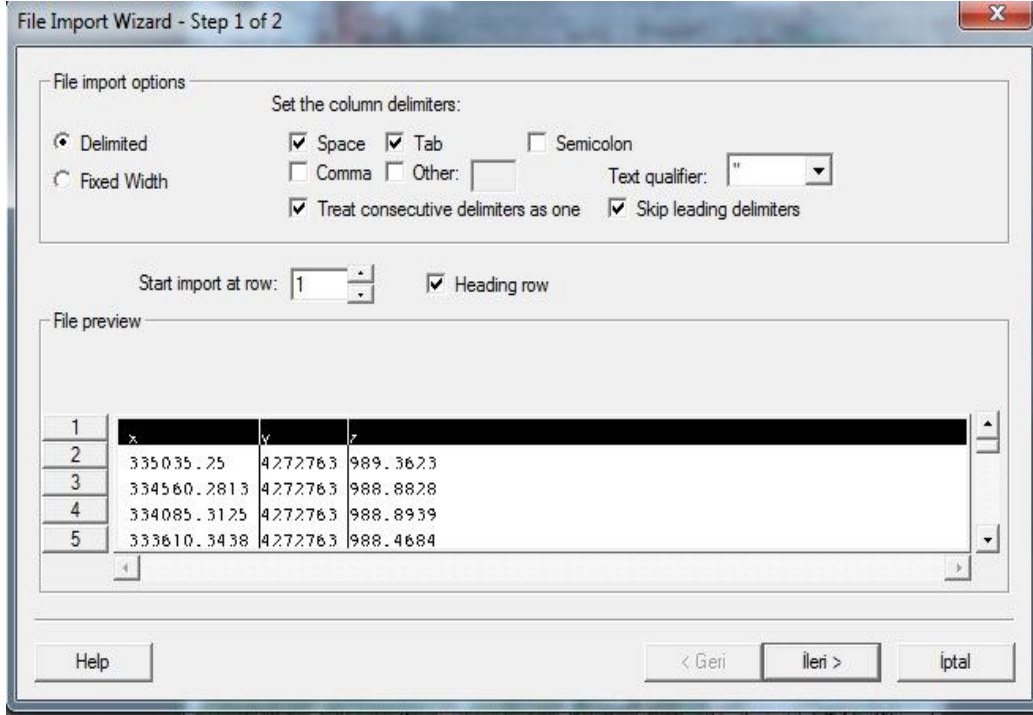 File Import Wizard - Step 1 of 2
File import options
Set the column delimiters:
Delimited
Space Tab Semicolon
Fixed Width
Comma Other: Text qualifier: "
Treat consecutive delimiters as one Skip leading delimiters
Start import at row: 1 Heading row
File preview
1 x y z
2 335035.25 4272763 989.3623
3 334560.2813 4272763 988.8828
4 334085.3125 4272763 988.8939
5 333610.3438 4272763 988.4684
Help < Geri İleri > İptal